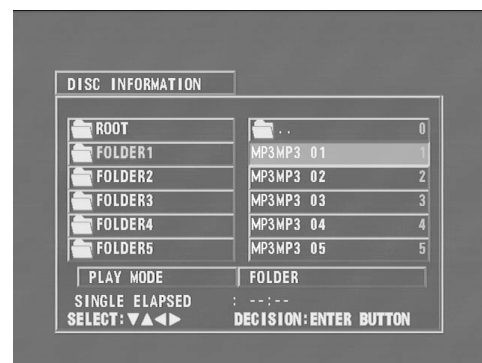 DISC INFORMATION
ROOT
FOLDER1
FOLDER2
FOLDER3
FOLDER4
FOLDER5
.. 0
MP3MP3 01 1
MP3MP3 02 2
MP3MP3 03 3
MP3MP3 04 4
MP3MP3 05 5
PLAY MODE FOLDER
SINGLE ELAPSED : --:--
SELECT:▼▲◀▶ DECISION:ENTER BUTTON